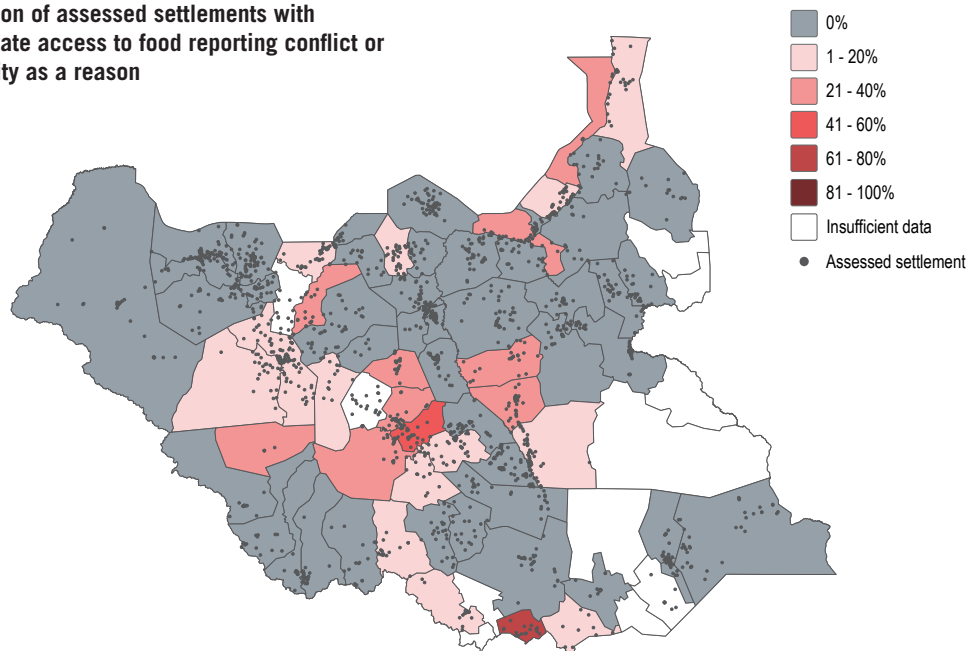 on of assessed settlements with
ate access to food reporting conflict or
ty as a reason
0%
1 - 20%
21 - 40%
41 - 60%
61 - 80%
81 - 100%
Insufficient data
Assessed settlement